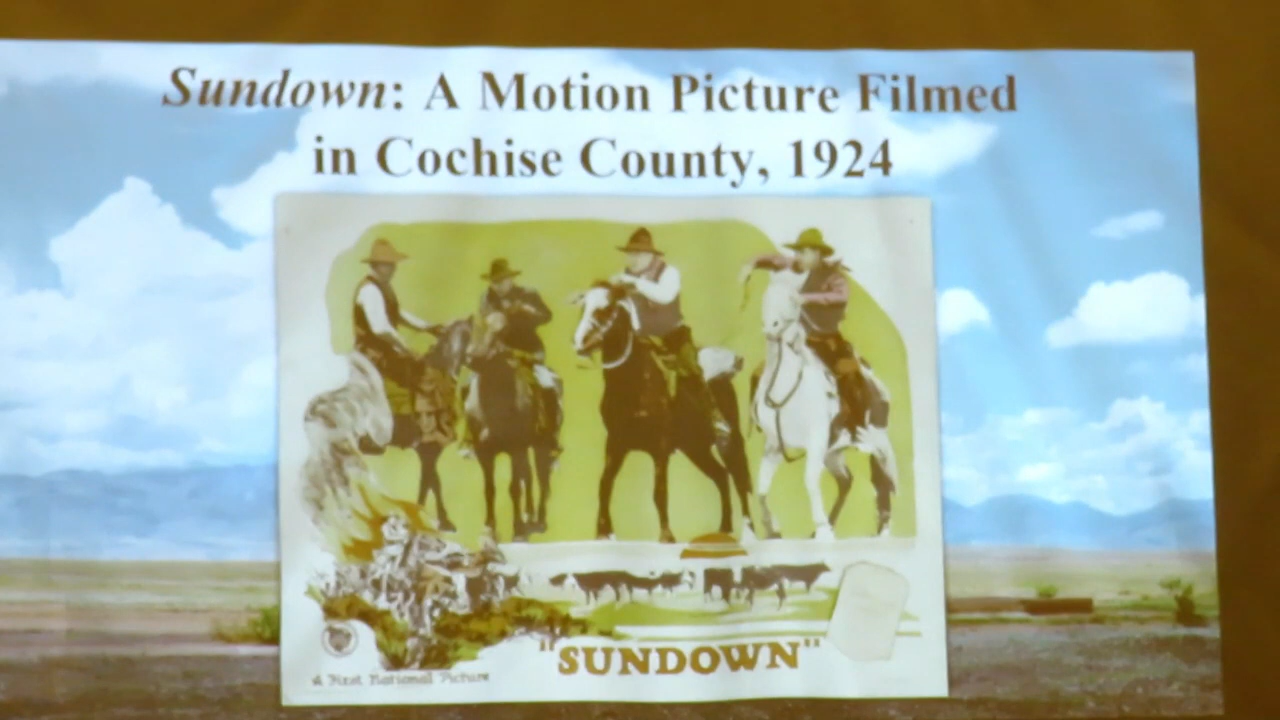 Sundown: A Motion Picture Filmed
in Cochise County, 1924
"SUNDOWN"
A First National Picture